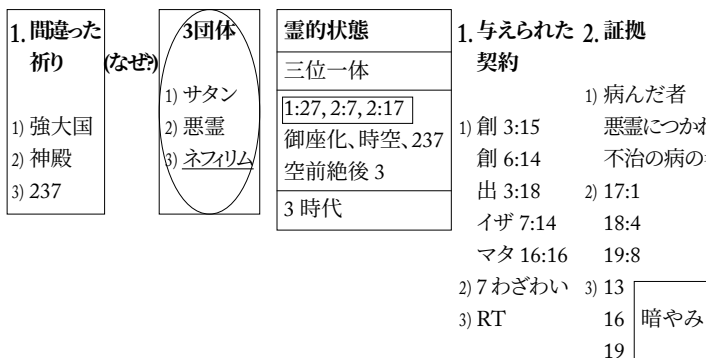 1. 間違った
祈り
1) 強大国
2) 神殿
3) 237
(なぜ?)
3団体
1) サタン
2) 悪霊
3) ネフィリム
霊的状態
三位一体
1:27, 2:7, 2:17
御座化、時空、237
空前絶後 3
3 時代
1. 与えられた
契約
1) 創 3:15
創 6:14
出 3:18
イザ 7:14
マタ 16:16
2) 7 わざわい
3) RT
2. 証拠
1) 病んだ者
悪霊につか
不治の病の
2) 17:1
18:4
19:8
3) 13
16
19
暗やみ